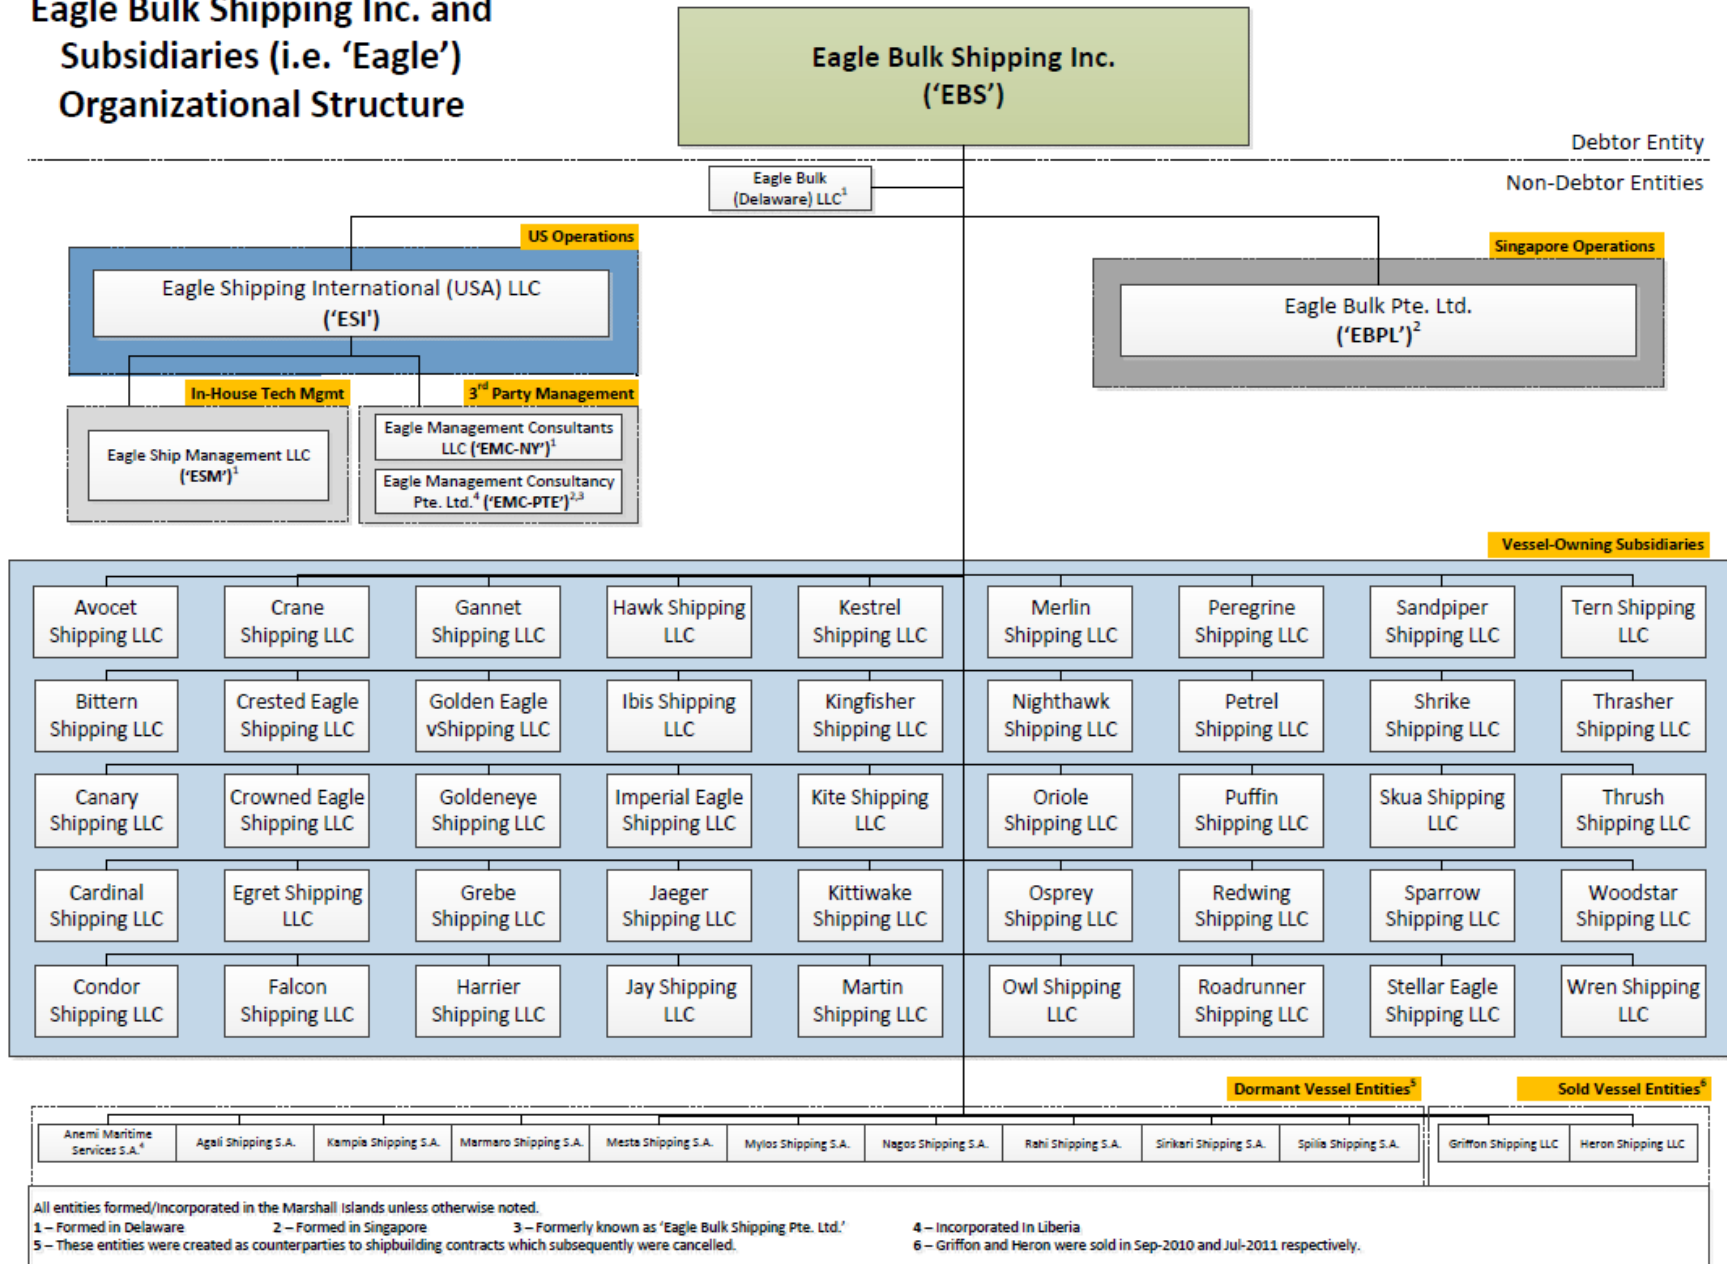 Eagle Bulk Shipping Inc. and
Subsidiaries (i.e. ‘Eagle’)
Organizational Structure
Eagle Bulk Shipping Inc.
(‘EBS’)
Debtor Entity
Non-Debtor Entities
Eagle Bulk
(Delaware) LLC1
US Operations
Singapore Operations
Eagle Shipping International (USA) LLC
(‘ESI')
Eagle Bulk Pte. Ltd.
(‘EBPL’)2
In-House Tech Mgmt
3rd Party Management
Eagle Ship Management LLC
(‘ESM’)1
Eagle Management Consultants
LLC (‘EMC-NY’)1
Eagle Management Consultancy
Pte. Ltd.4 (‘EMC-PTE’)2,3
Vessel-Owning Subsidiaries
Avocet
Shipping LLC
Crane
Shipping LLC
Gannet
Shipping LLC
Hawk Shipping
LLC
Kestrel
Shipping LLC
Merlin
Shipping LLC
Peregrine
Shipping LLC
Sandpiper
Shipping LLC
Tern Shipping
LLC
Bittern
Shipping LLC
Crested Eagle
Shipping LLC
Golden Eagle
vShipping LLC
Ibis Shipping
LLC
Kingfisher
Shipping LLC
Nighthawk
Shipping LLC
Petrel
Shipping LLC
Shrike
Shipping LLC
Thrasher
Shipping LLC
Canary
Shipping LLC
Crowned Eagle
Shipping LLC
Goldeneye
Shipping LLC
Imperial Eagle
Shipping LLC
Kite Shipping
LLC
Oriole
Shipping LLC
Puffin
Shipping LLC
Skua Shipping
LLC
Thrush
Shipping LLC
Cardinal
Shipping LLC
Egret Shipping
LLC
Grebe
Shipping LLC
Jaeger
Shipping LLC
Kittiwake
Shipping LLC
Osprey
Shipping LLC
Redwing
Shipping LLC
Sparrow
Shipping LLC
Woodstar
Shipping LLC
Condor
Shipping LLC
Falcon
Shipping LLC
Harrier
Shipping LLC
Jay Shipping
LLC
Martin
Shipping LLC
Owl Shipping
LLC
Roadrunner
Shipping LLC
Stellar Eagle
Shipping LLC
Wren Shipping
LLC
Dormant Vessel Entities5
Sold Vessel Entities6
Anemi Maritime
Services S.A.4
Agali Shipping S.A.
Kampia Shipping S.A.
Marmaro Shipping S.A.
Mesta Shipping S.A.
Mylos Shipping S.A.
Nagos Shipping S.A.
Rahi Shipping S.A.
Sirikari Shipping S.A.
Spilia Shipping S.A.
Griffon Shipping LLC
Heron Shipping LLC
All entities formed/Incorporated in the Marshall Islands unless otherwise noted.
1 – Formed in Delaware 2 – Formed in Singapore 3 – Formerly known as ‘Eagle Bulk Shipping Pte. Ltd.’ 4 – Incorporated In Liberia
5 – These entities were created as counterparties to shipbuilding contracts which subsequently were cancelled. 6 – Griffon and Heron were sold in Sep-2010 and Jul-2011 respectively.